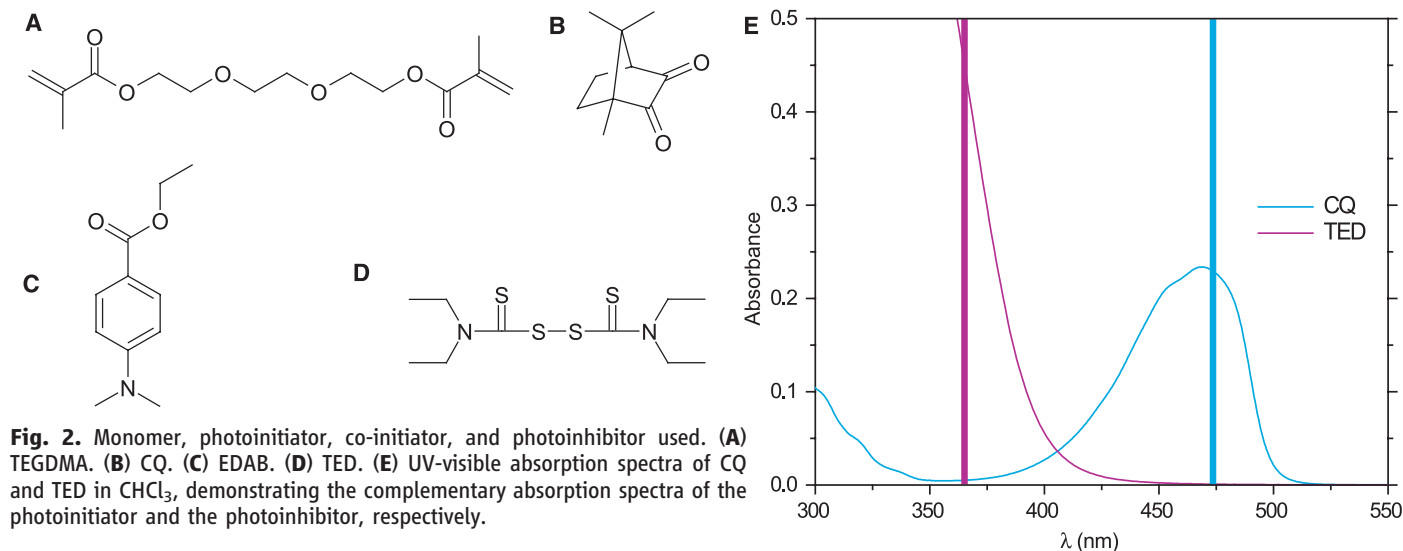 A
O
O
O
O
O
O
B
O
O
C
O
O
N
D
S
S
N
S
S
N
E
0.5
0.4
0.3
0.2
0.1
0.0
Absorbance
CQ
TED
300
350
400
450
500
550
λ (nm)
Fig. 2. Monomer, photoinitiator, co-initiator, and photoinhibitor used. (A)
TEGDMA. (B) CQ. (C) EDAB. (D) TED. (E) UV-visible absorption spectra of CQ
and TED in CHCl₃, demonstrating the complementary absorption spectra of the
photoinitiator and the photoinhibitor, respectively.